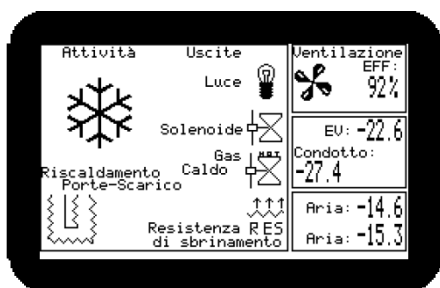 Attività
Uscite
Luce
Solenoide
Gas
Caldo
HOT
Riscaldamento
Porte-Scarico
Resistenza RES
di sbrinamento
Ventilazione
EFF:
92%
EV: -22.6
Condotto:
-27.4
Aria: -14.6
Aria: -15.3